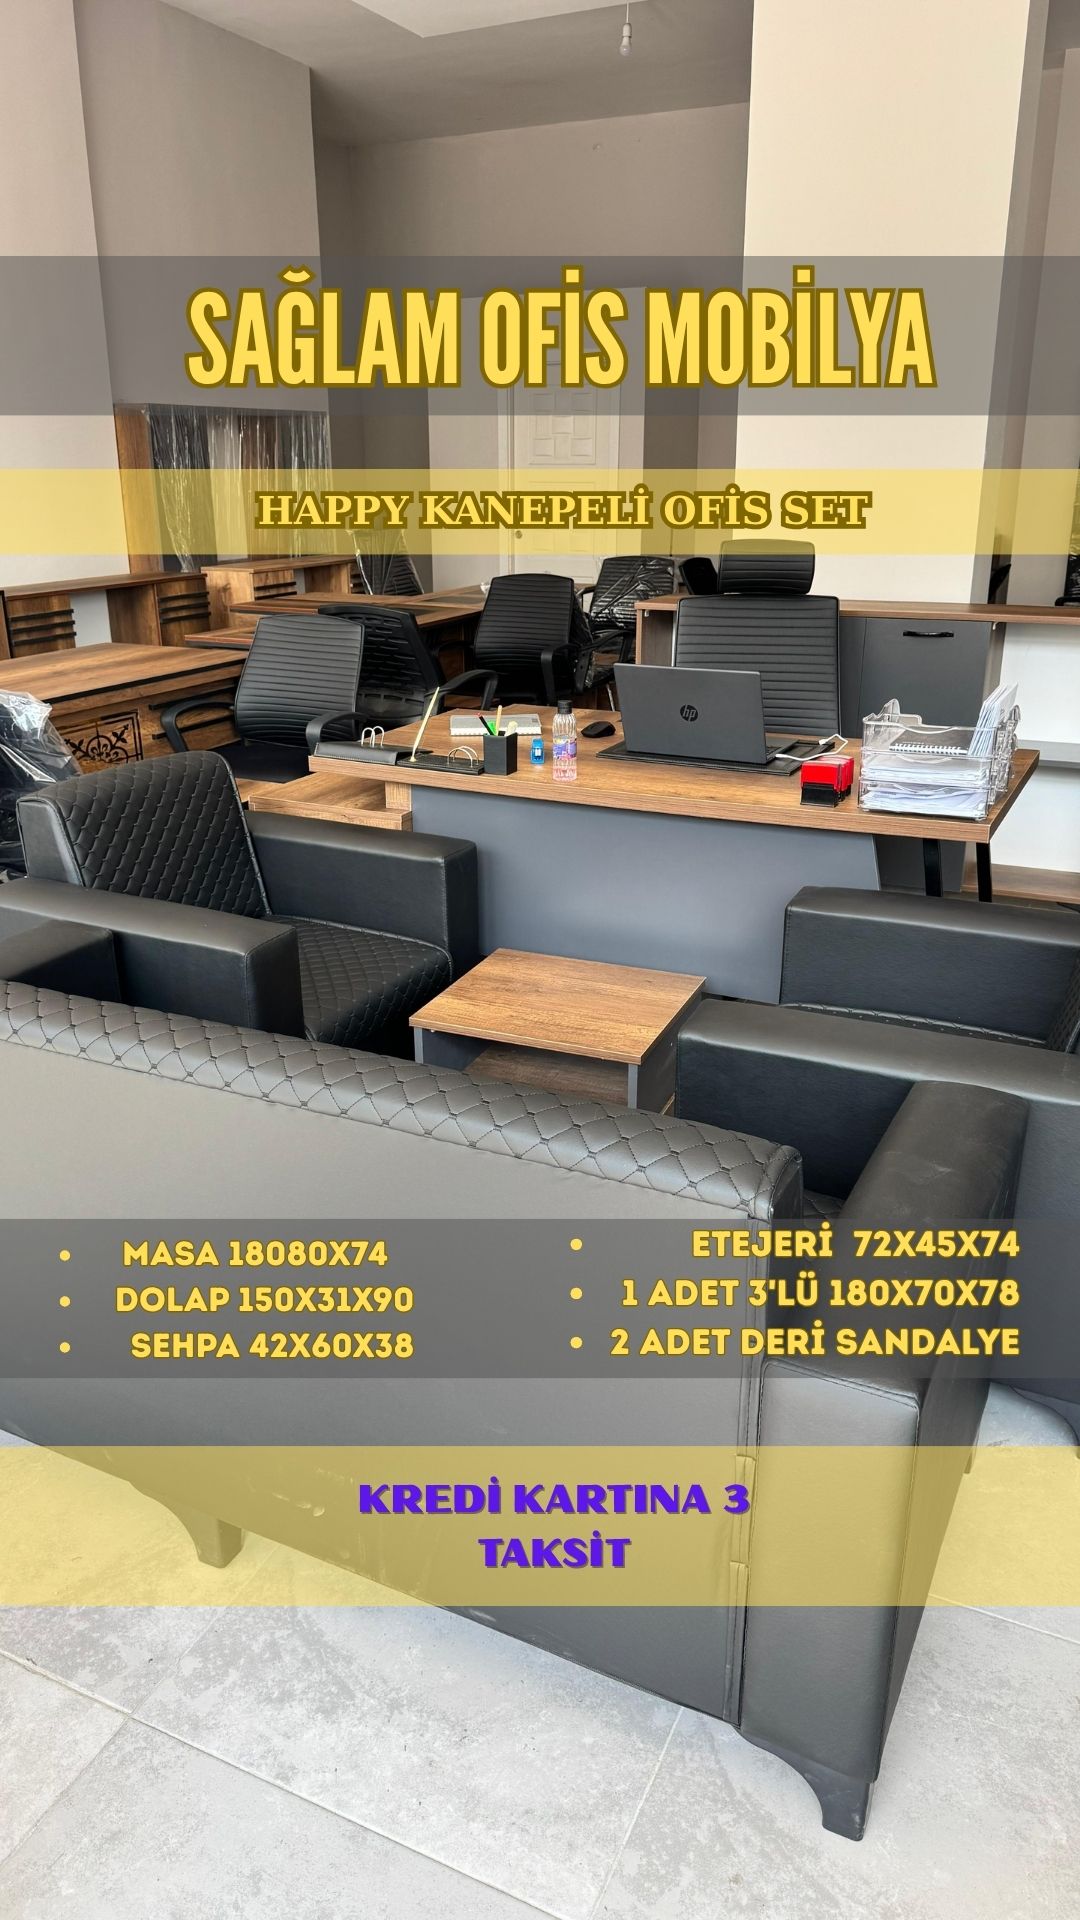 SAĞLAM OFİS MOBİLYA
HAPPY KANEPELİ OFİS SET
hp
MASA 18080X74
DOLAP 150X31X90
SEHPA 42X60X38
ETEJERİ 72X45X74
1 ADET 3'LÜ 180X70X78
2 ADET DERİ SANDALYE
KREDİ KARTINA 3
TAKSİT